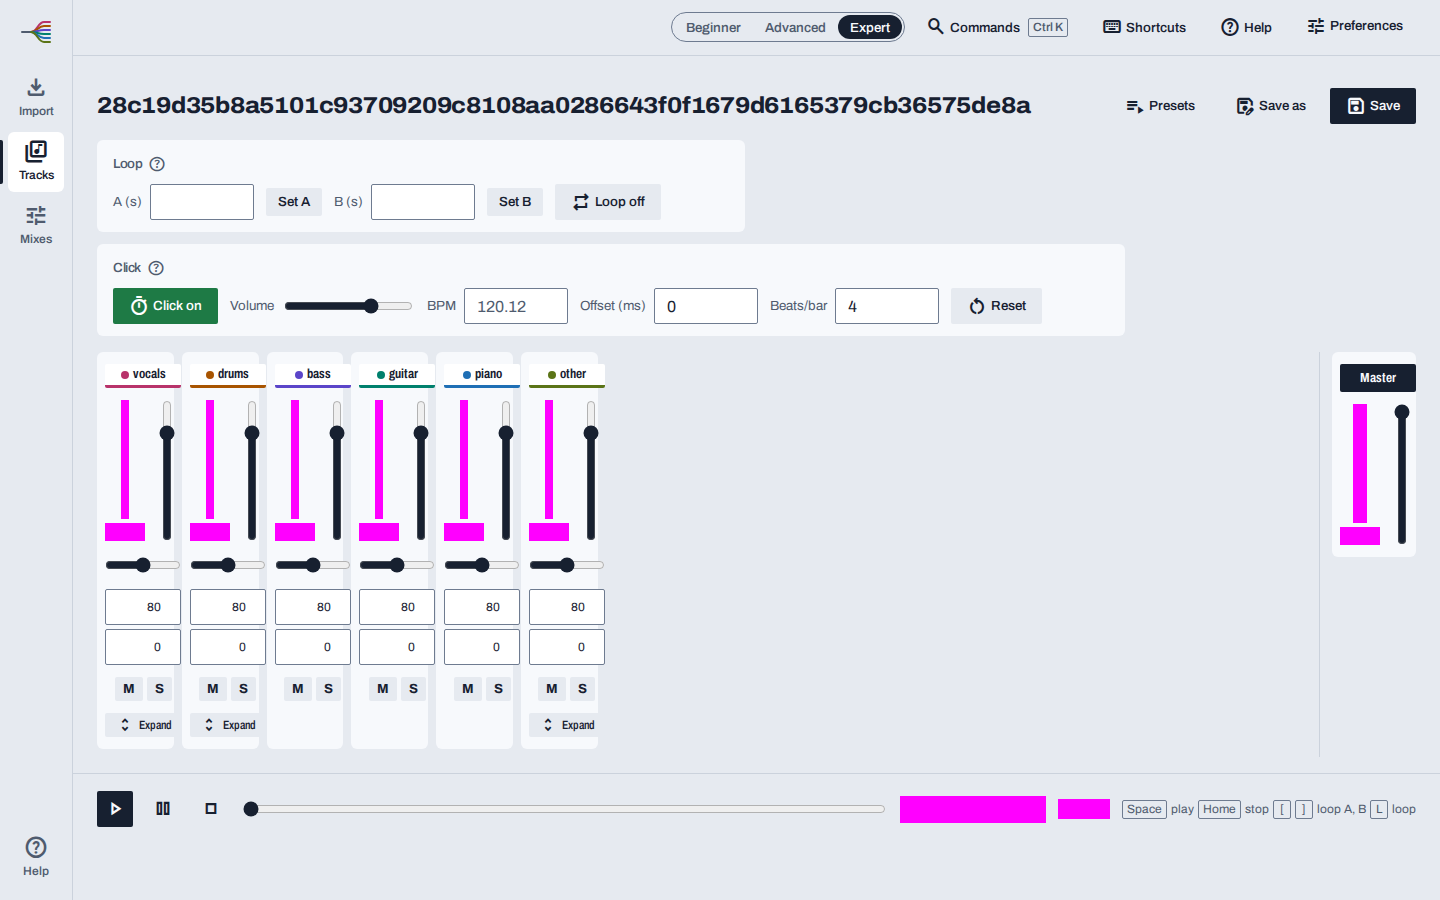 Beginner Advanced Expert Commands Ctrl K Shortcuts Help Preferences
Import
Tracks
Mixes
Help
28c19d35b8a5101c93709209c8108aa0286643f0f1679d6165379cb36575de8a
Presets Save as Save
Loop ?
A (s) Set A B (s) Set B Loop off
Click ?
Click on Volume BPM 120.12 Offset (ms) 0 Beats/bar 4 Reset
vocals drums bass guitar piano other Master
80 80 80 80 80 80
0 0 0 0 0 0
M S M S M S M S M S M S
Expand Expand Expand
Space play Home stop [ ] loop A, B L loop